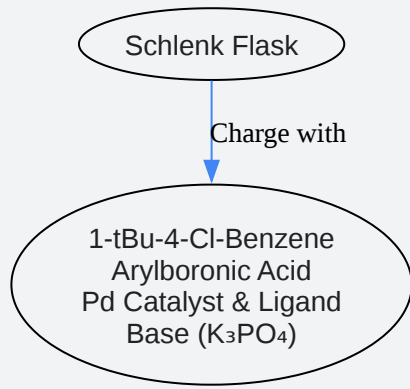 Schlenk Flask
Charge with
1-tBu-4-Cl-Benzene
Arylboronic Acid
Pd Catalyst & Ligand
Base (K₃PO₄)